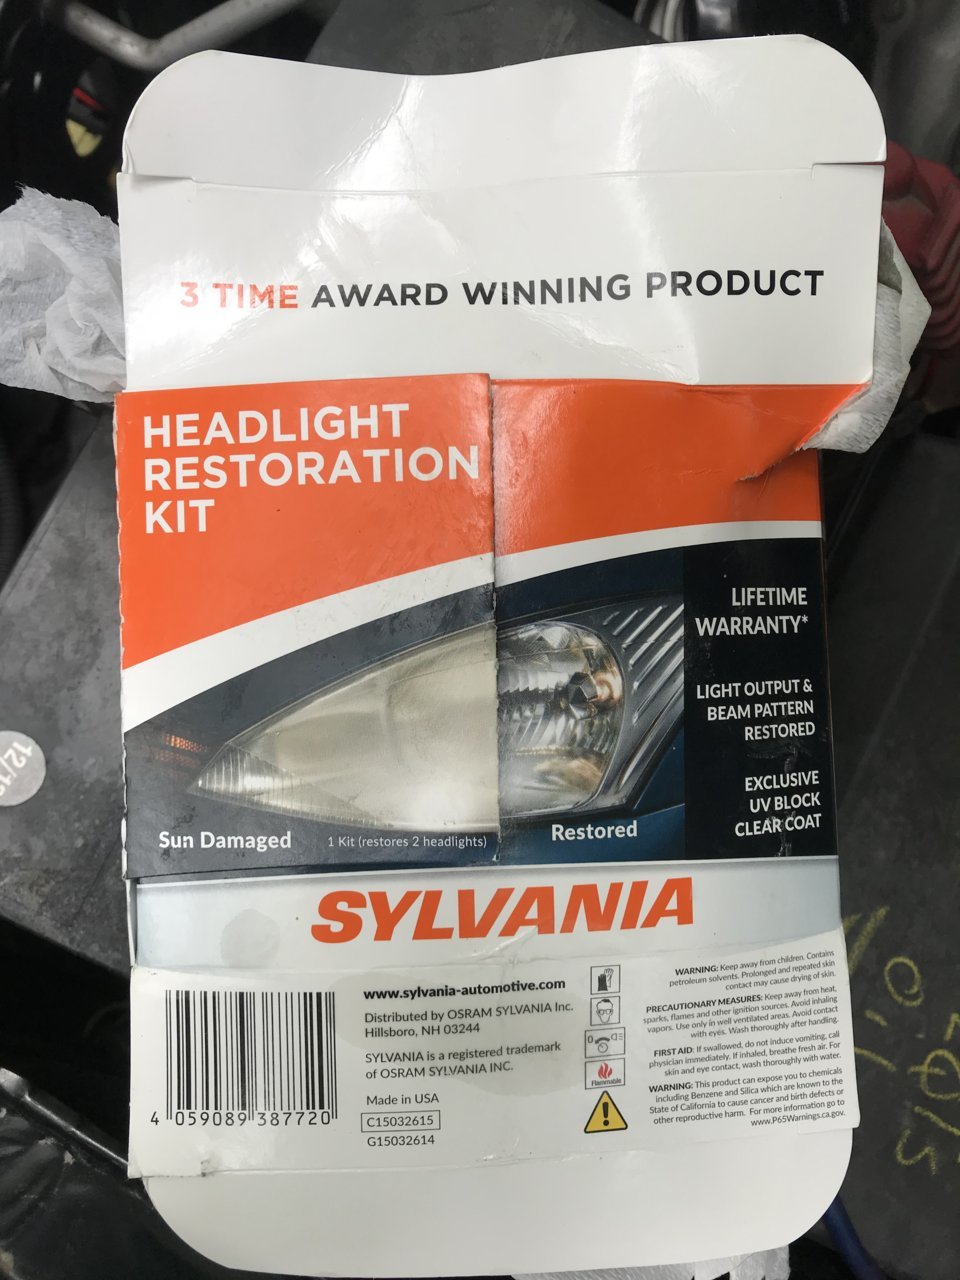 3 TIME AWARD WINNING PRODUCT
HEADLIGHT
RESTORATION
KIT
LIFETIME
WARRANTY*
LIGHT OUTPUT &
BEAM PATTERN
RESTORED
EXCLUSIVE
UV BLOCK
CLEAR COAT
Sun Damaged
1 Kit (restores 2 headlights)
Restored
SYLVANIA
www.sylvania-automotive.com
Distributed by OSRAM SYLVANIA Inc.
Hillsboro, NH 03244
SYLVANIA is a registered trademark
of OSRAM SYLVANIA INC.
Made in USA
C15032615
G15032614
4 059089 387720
Flammable
WARNING: Keep away from children. Contains
petroleum solvents. Prolonged and repeated skin
contact may cause drying of skin.
PRECAUTIONARY MEASURES: Keep away from heat,
sparks, flames and other ignition sources. Avoid inhaling
vapors. Use only in well ventilated areas. Avoid contact
with eyes. Wash thoroughly after handling.
FIRST AID: If swallowed, do not induce vomiting, call
physician immediately. If inhaled, breathe fresh air. For
skin and eye contact, wash thoroughly with water.
WARNING: This product can expose you to chemicals
including Benzene and Silica which are known to the
State of California to cause cancer and birth defects or
other reproductive harm. For more information go to
www.P65Warnings.ca.gov.